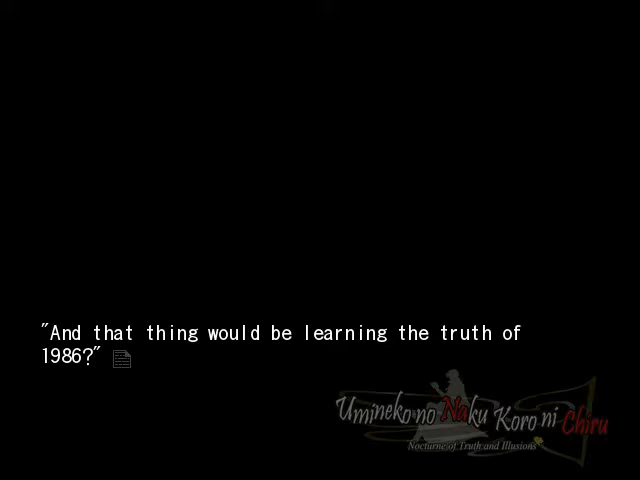 "And that thing would be learning the truth of
1986?"
Umineko no Naku Koro ni Chiru
Nocturne of Truth and Illusions